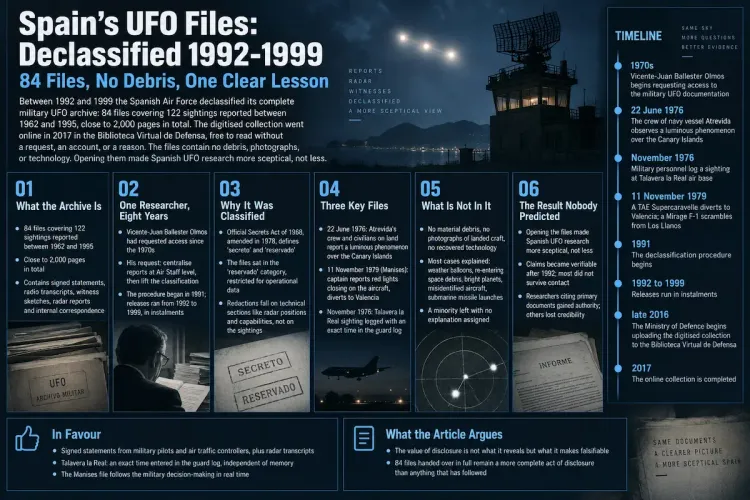 Spain's UFO Files:
Declassified 1992-1999
84 Files, No Debris, One Clear Lesson
Between 1992 and 1999 the Spanish Air Force declassified its complete
military UFO archive: 84 files covering 122 sightings reported between
1962 and 1995, close to 2,000 pages in total. The digitised collection went
online in 2017 in the Biblioteca Virtual de Defensa, free to read without
a request, an account, or a reason. The files contain no debris, photographs,
or technology. Opening them made Spanish UFO research more sceptical, not less.
REPORTS
RADAR
WITNESSES
DECLASSIFIED
A MORE SCEPTICAL VIEW
01
What the Archive Is
• 84 files covering 122
sightings reported
between 1962 and 1995
• Close to 2,000 pages
in total
• Contains signed statements,
radar transcripts, witness
sketches, radar reports
and internal correspondence
UFO
ARCHIVO MILITAR
02
One Researcher,
Eight Years
• Vicente-Juan Ballester Olmos
had requested access since
the 1970s
• His request: centralise
reports at Air Staff level,
then lift the classification
• The procedure began in 1991;
releases ran from 1992 to
1999, in instalments
03
Why It Was
Classified
• Official Secrets Act of 1968,
amended in 1978, defines
'secreto' and 'reservado'
• Files sat in the
'reservado' category,
restricted for operational
data
• Redactions fall on technical
sections like radar positions
and capabilities, not on
the sightings
SECRETO
RESERVADO
04
Three Key Files
• 22 June 1976: Atrevida's
crew and civilians on land
report a luminous phenomenon
over the Canary Islands
• 11 November 1979 (Manises):
captain reports red lights
closing on the aircraft,
diverts to Valencia
• November 1976: Talavera la
Real sighting logged with an
exact time in the guard log
05
What Is Not In It
• No material debris, no
photographs of landed craft,
no recovered technology
• Most cases explained:
weather balloons, re-entering
space debris, bright planets,
misidentified aircraft,
submarine missile launches
• A minority left with no
explanation assigned
06
The Result Nobody
Predicted
• Opening the files made
Spanish UFO research
more sceptical, not less
• Claims became verifiable
after 1992; most did not
survive contact
• Researchers citing primary
documents gained authority;
others lost credibility
INFORME
TIMELINE
SAME SKY
MORE QUESTIONS
BETTER EVIDENCE
1970s
Vicente-Juan Ballester Olmos
begins requesting access to
the military UFO documentation
22 June 1976
The crew of navy vessel Atrevida
observes a luminous phenomenon
over the Canary Islands
November 1976
Military personnel log a sighting
at Talavera la Real air base
11 November 1979
A TAE Supercaravelle diverts to
Valencia; a Mirage F-1 scrambles
from Los Llanos
1991
The declassification procedure
begins
1992 to 1999
Releases run in instalments
late 2016
The Ministry of Defence begins
uploading the digitised collection
to the Biblioteca Virtual de Defensa
2017
The online collection is completed
In Favour
• Signed statements from military pilots and air traffic controllers, plus radar transcripts
• Talavera la Real: an exact time entered in the guard log, independent of memory
• The Manises file follows the military decision-making in real time
What the Article Argues
• The value of disclosure is not what it reveals but what it makes falsifiable
• 84 files handed over in full remain a more complete act of disclosure
than anything that has followed
SAME DOCUMENTS
A CLEARER PICTURE
A MORE SCEPTICAL SPAIN